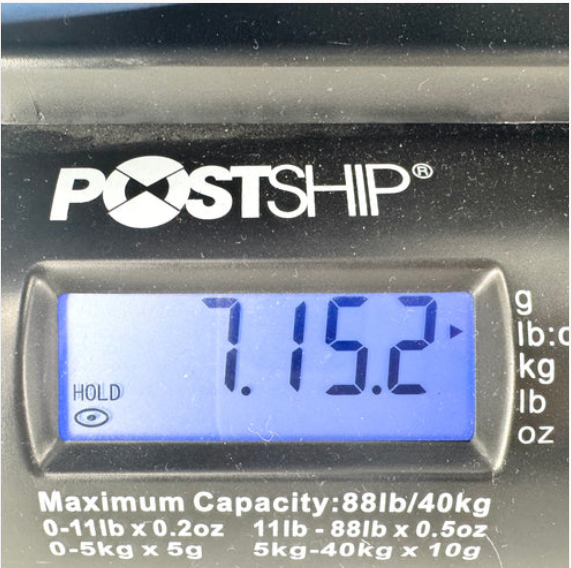 POSTSHIP®
7.15.2
HOLD
g
lb:o
kg
lb
oz
Maximum Capacity:88lb/40kg
0-11lb x 0.2oz 11lb - 88lb x 0.5oz
0-5kg x 5g 5kg-40kg x 10g